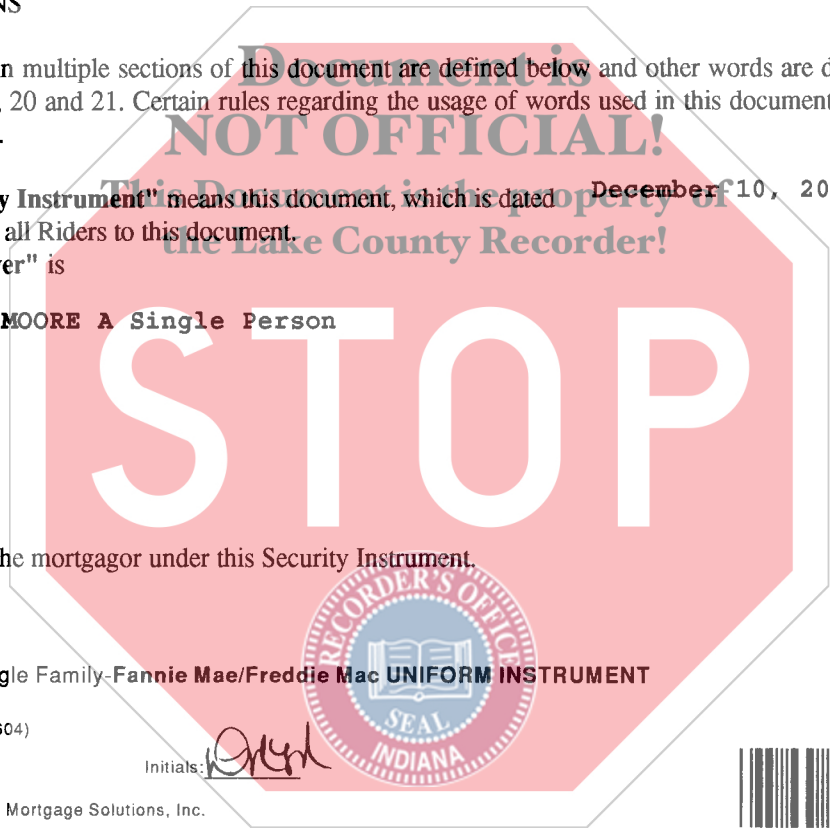 NS
n multiple sections of this document are defined below and other words are d
, 20 and 21. Certain rules regarding the usage of words used in this document
.
Document is
NOT OFFICIAL!
This Document is the property of
the Lake County Recorder!
y Instrument" means this document, which is dated December 10, 20
all Riders to this document.
er" is
MOORE A Single Person
STOP
he mortgagor under this Security Instrument.
RECORDER'S OFFICE
SEAL
INDIANA
gle Family-Fannie Mae/Freddie Mac UNIFORM INSTRUMENT
604)
Initials:
Mortgage Solutions, Inc.